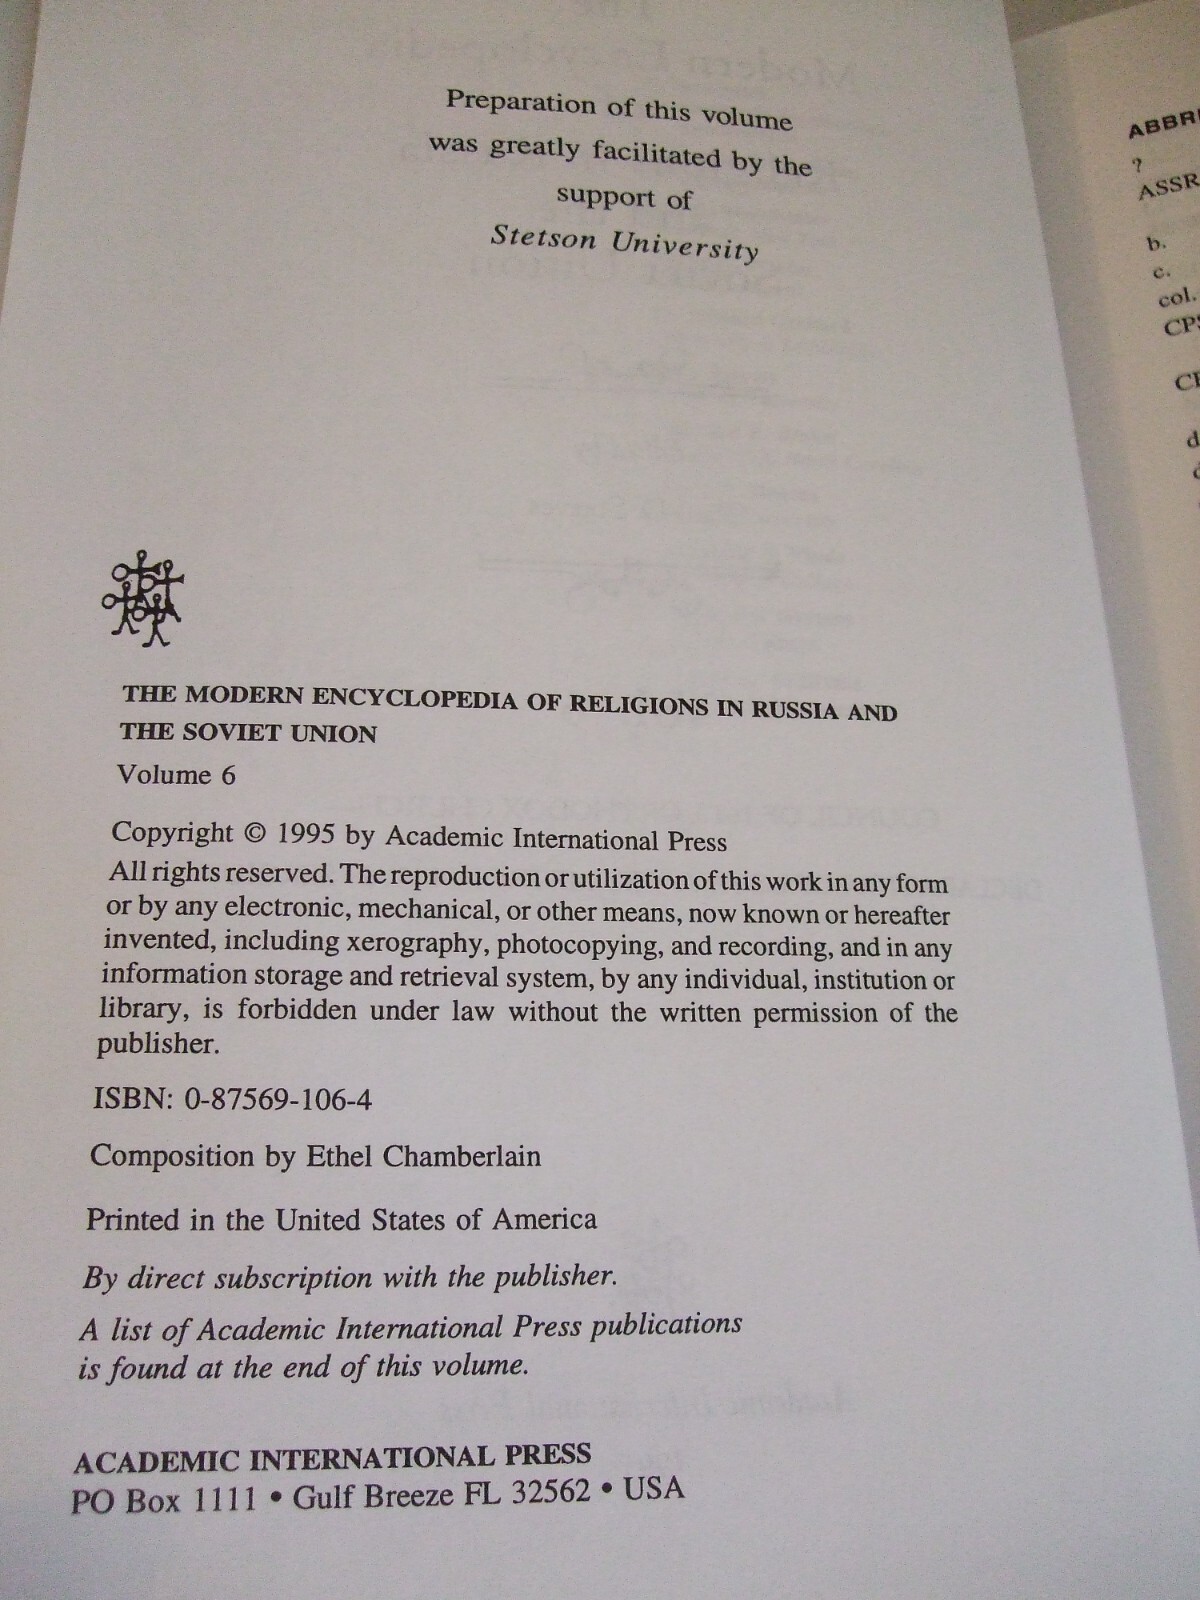 Preparation of this volume
was greatly facilitated by the
support of
Stetson University
THE MODERN ENCYCLOPEDIA OF RELIGIONS IN RUSSIA AND
THE SOVIET UNION
Volume 6
Copyright © 1995 by Academic International Press
All rights reserved. The reproduction or utilization of this work in any form
or by any electronic, mechanical, or other means, now known or hereafter
invented, including xerography, photocopying, and recording, and in any
information storage and retrieval system, by any individual, institution or
library, is forbidden under law without the written permission of the
publisher.
ISBN: 0-87569-106-4
Composition by Ethel Chamberlain
Printed in the United States of America
By direct subscription with the publisher.
A list of Academic International Press publications
is found at the end of this volume.
ACADEMIC INTERNATIONAL PRESS
PO Box 1111 • Gulf Breeze FL 32562 • USA
?
ASSR
b.
c.
col.